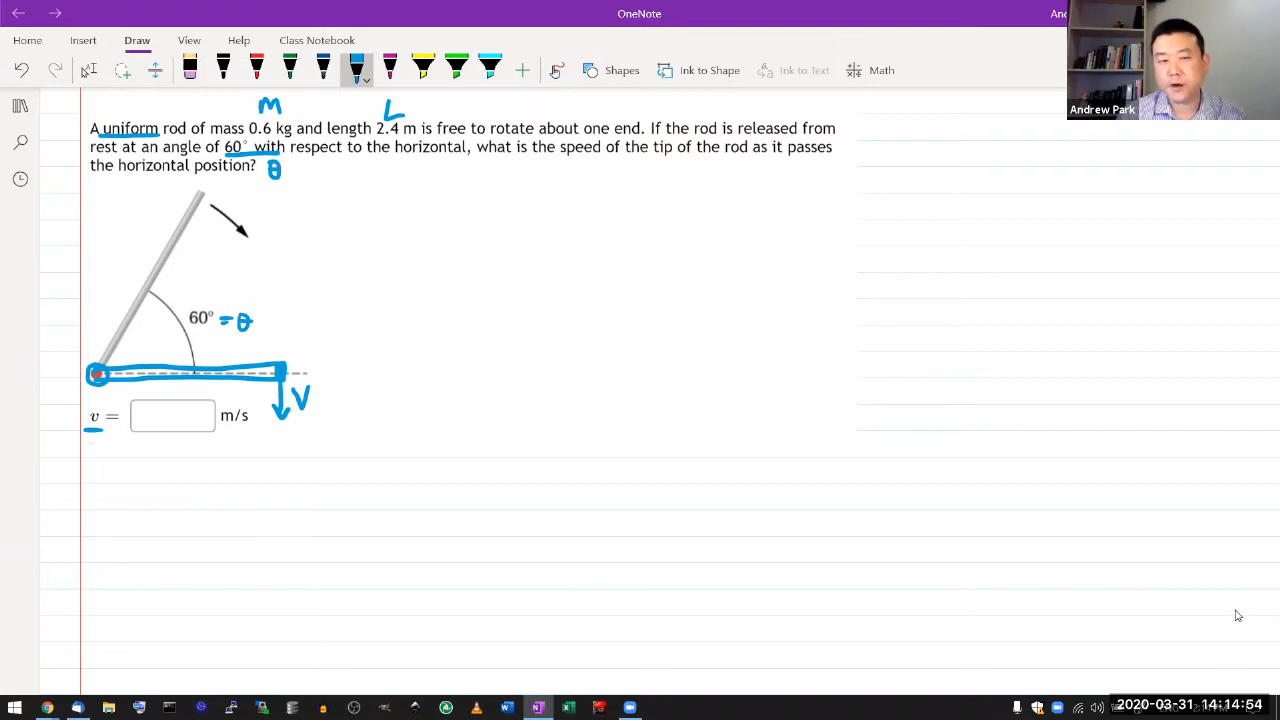 OneNote
An
Home Insert Draw View Help Class Notebook
Shapes Ink to Shape Ink to Text Math
Andrew Park
M L
A uniform rod of mass 0.6 kg and length 2.4 m is free to rotate about one end. If the rod is released from
rest at an angle of 60° with respect to the horizontal, what is the speed of the tip of the rod as it passes
the horizontal position? θ
60° = θ
V
v = m/s
2020-03-31 14:14:54